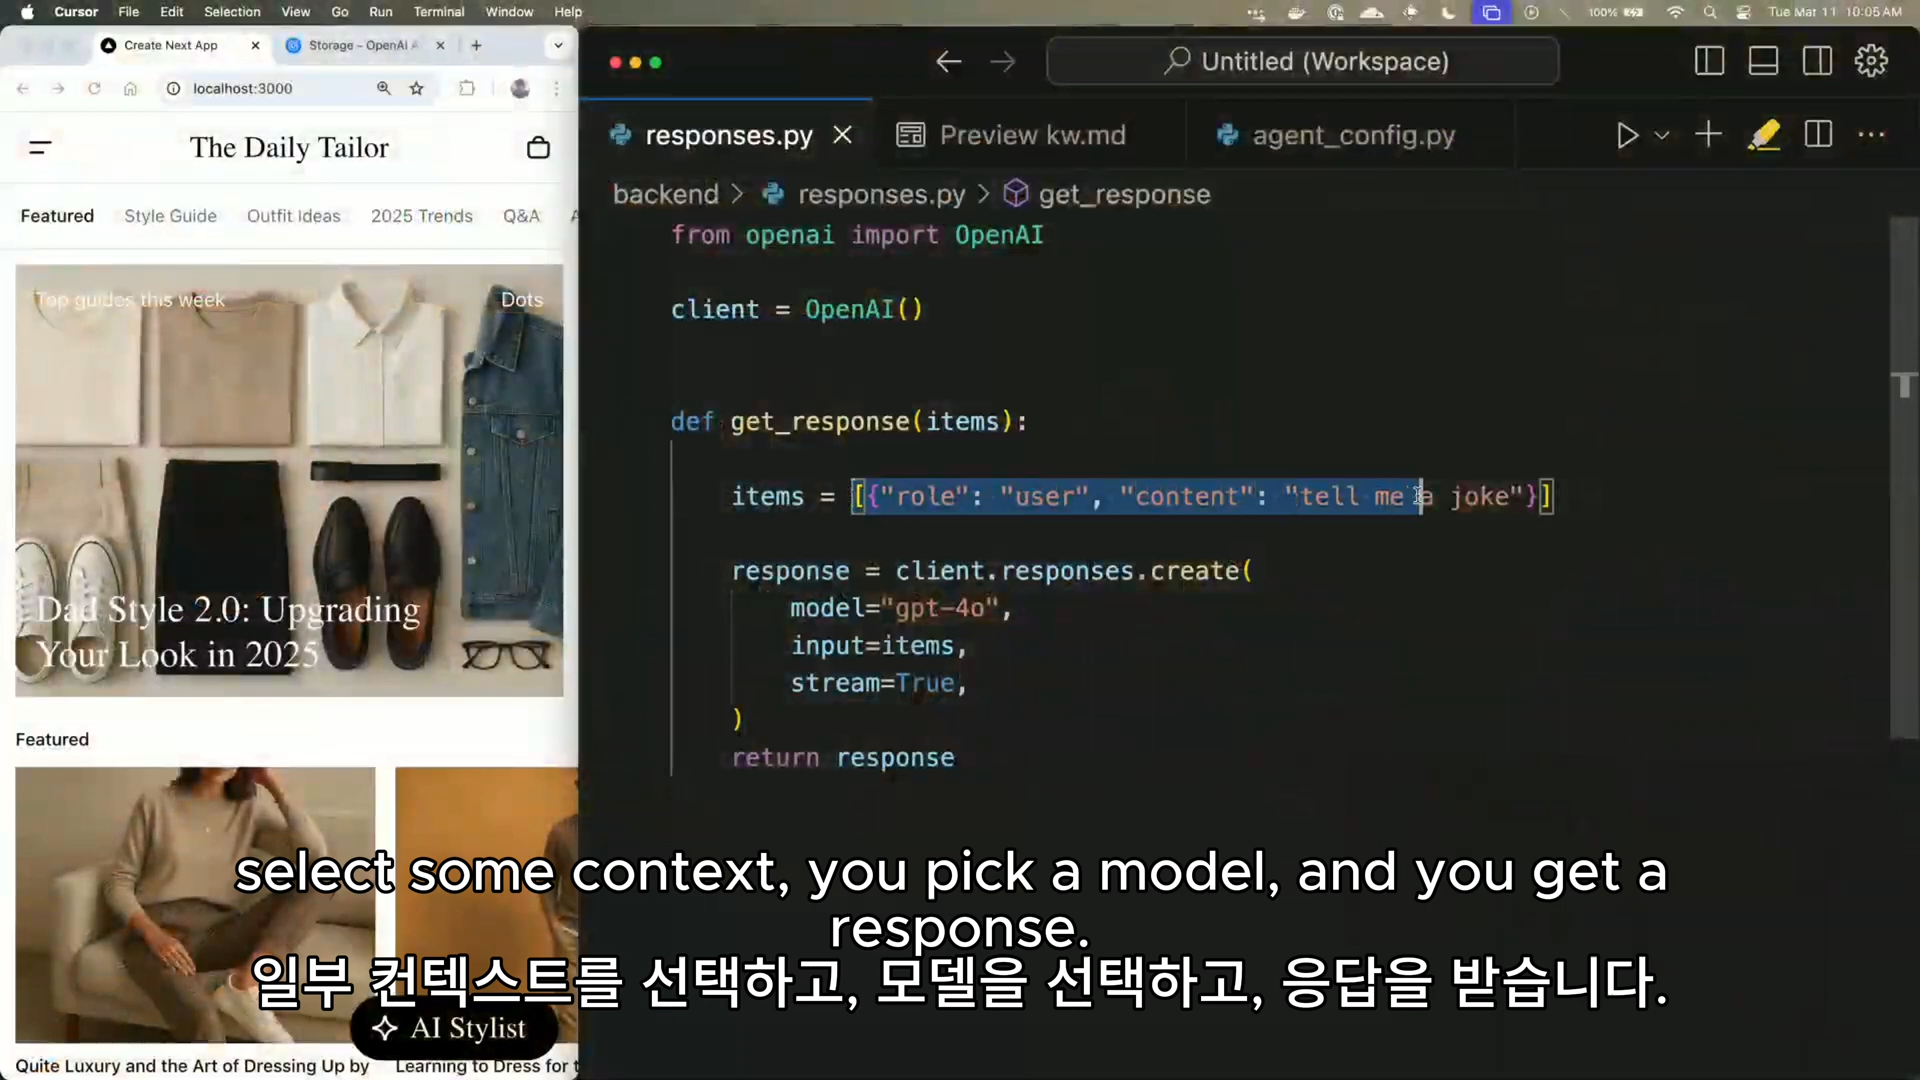 Cursor File Edit Selection View Go Run Terminal Window Help
100% Tue Mar 11 10:05 AM
Create Next App
Storage – OpenAI A
localhost:3000
The Daily Tailor
Featured Style Guide Outfit Ideas 2025 Trends Q&A A
Top guides this week
Dots
Dad Style 2.0: Upgrading
Your Look in 2025
Featured
AI Stylist
Quite Luxury and the Art of Dressing Up by
Learning to Dress for t
Untitled (Workspace)
responses.py
Preview kw.md
agent_config.py
backend > responses.py > get_response
from openai import OpenAI
client = OpenAI()
def get_response(items):
items = [{"role": "user", "content": "tell me a joke"}]
response = client.responses.create(
model="gpt-4o",
input=items,
stream=True,
)
return response
select some context, you pick a model, and you get a
response.
일부 컨텍스트를 선택하고, 모델을 선택하고, 응답을 받습니다.